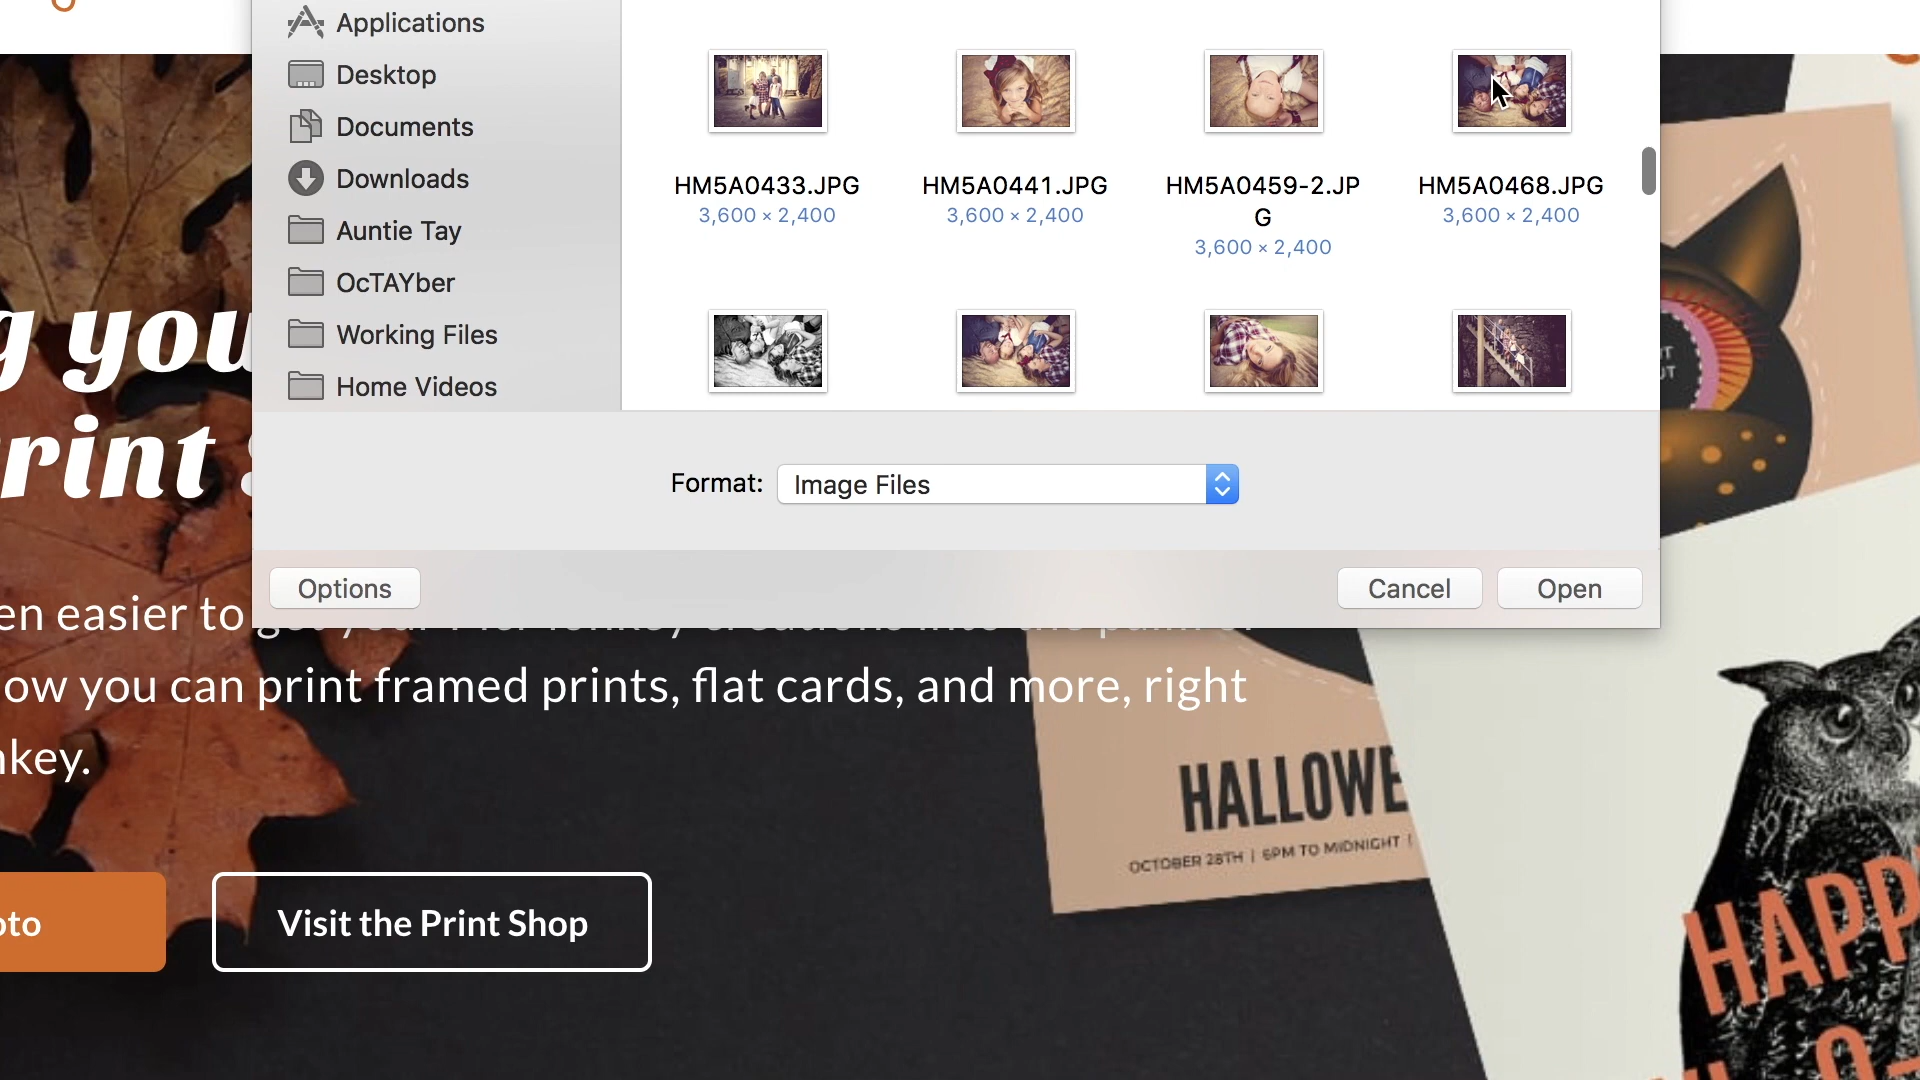 Applications
Desktop
Documents
Downloads
Auntie Tay
OcTAYber
Working Files
Home Videos
HM5A0433.JPG
3,600 × 2,400
HM5A0441.JPG
3,600 × 2,400
HM5A0459-2.JP
G
3,600 × 2,400
HM5A0468.JPG
3,600 × 2,400
Format: Image Files
Options
Cancel
Open
g you
rint
en easier to
ow you can print framed prints, flat cards, and more, right
nkey.
oto
Visit the Print Shop
HALLOWE
OCTOBER 28TH | 6PM TO MIDNIGHT |
HAPP